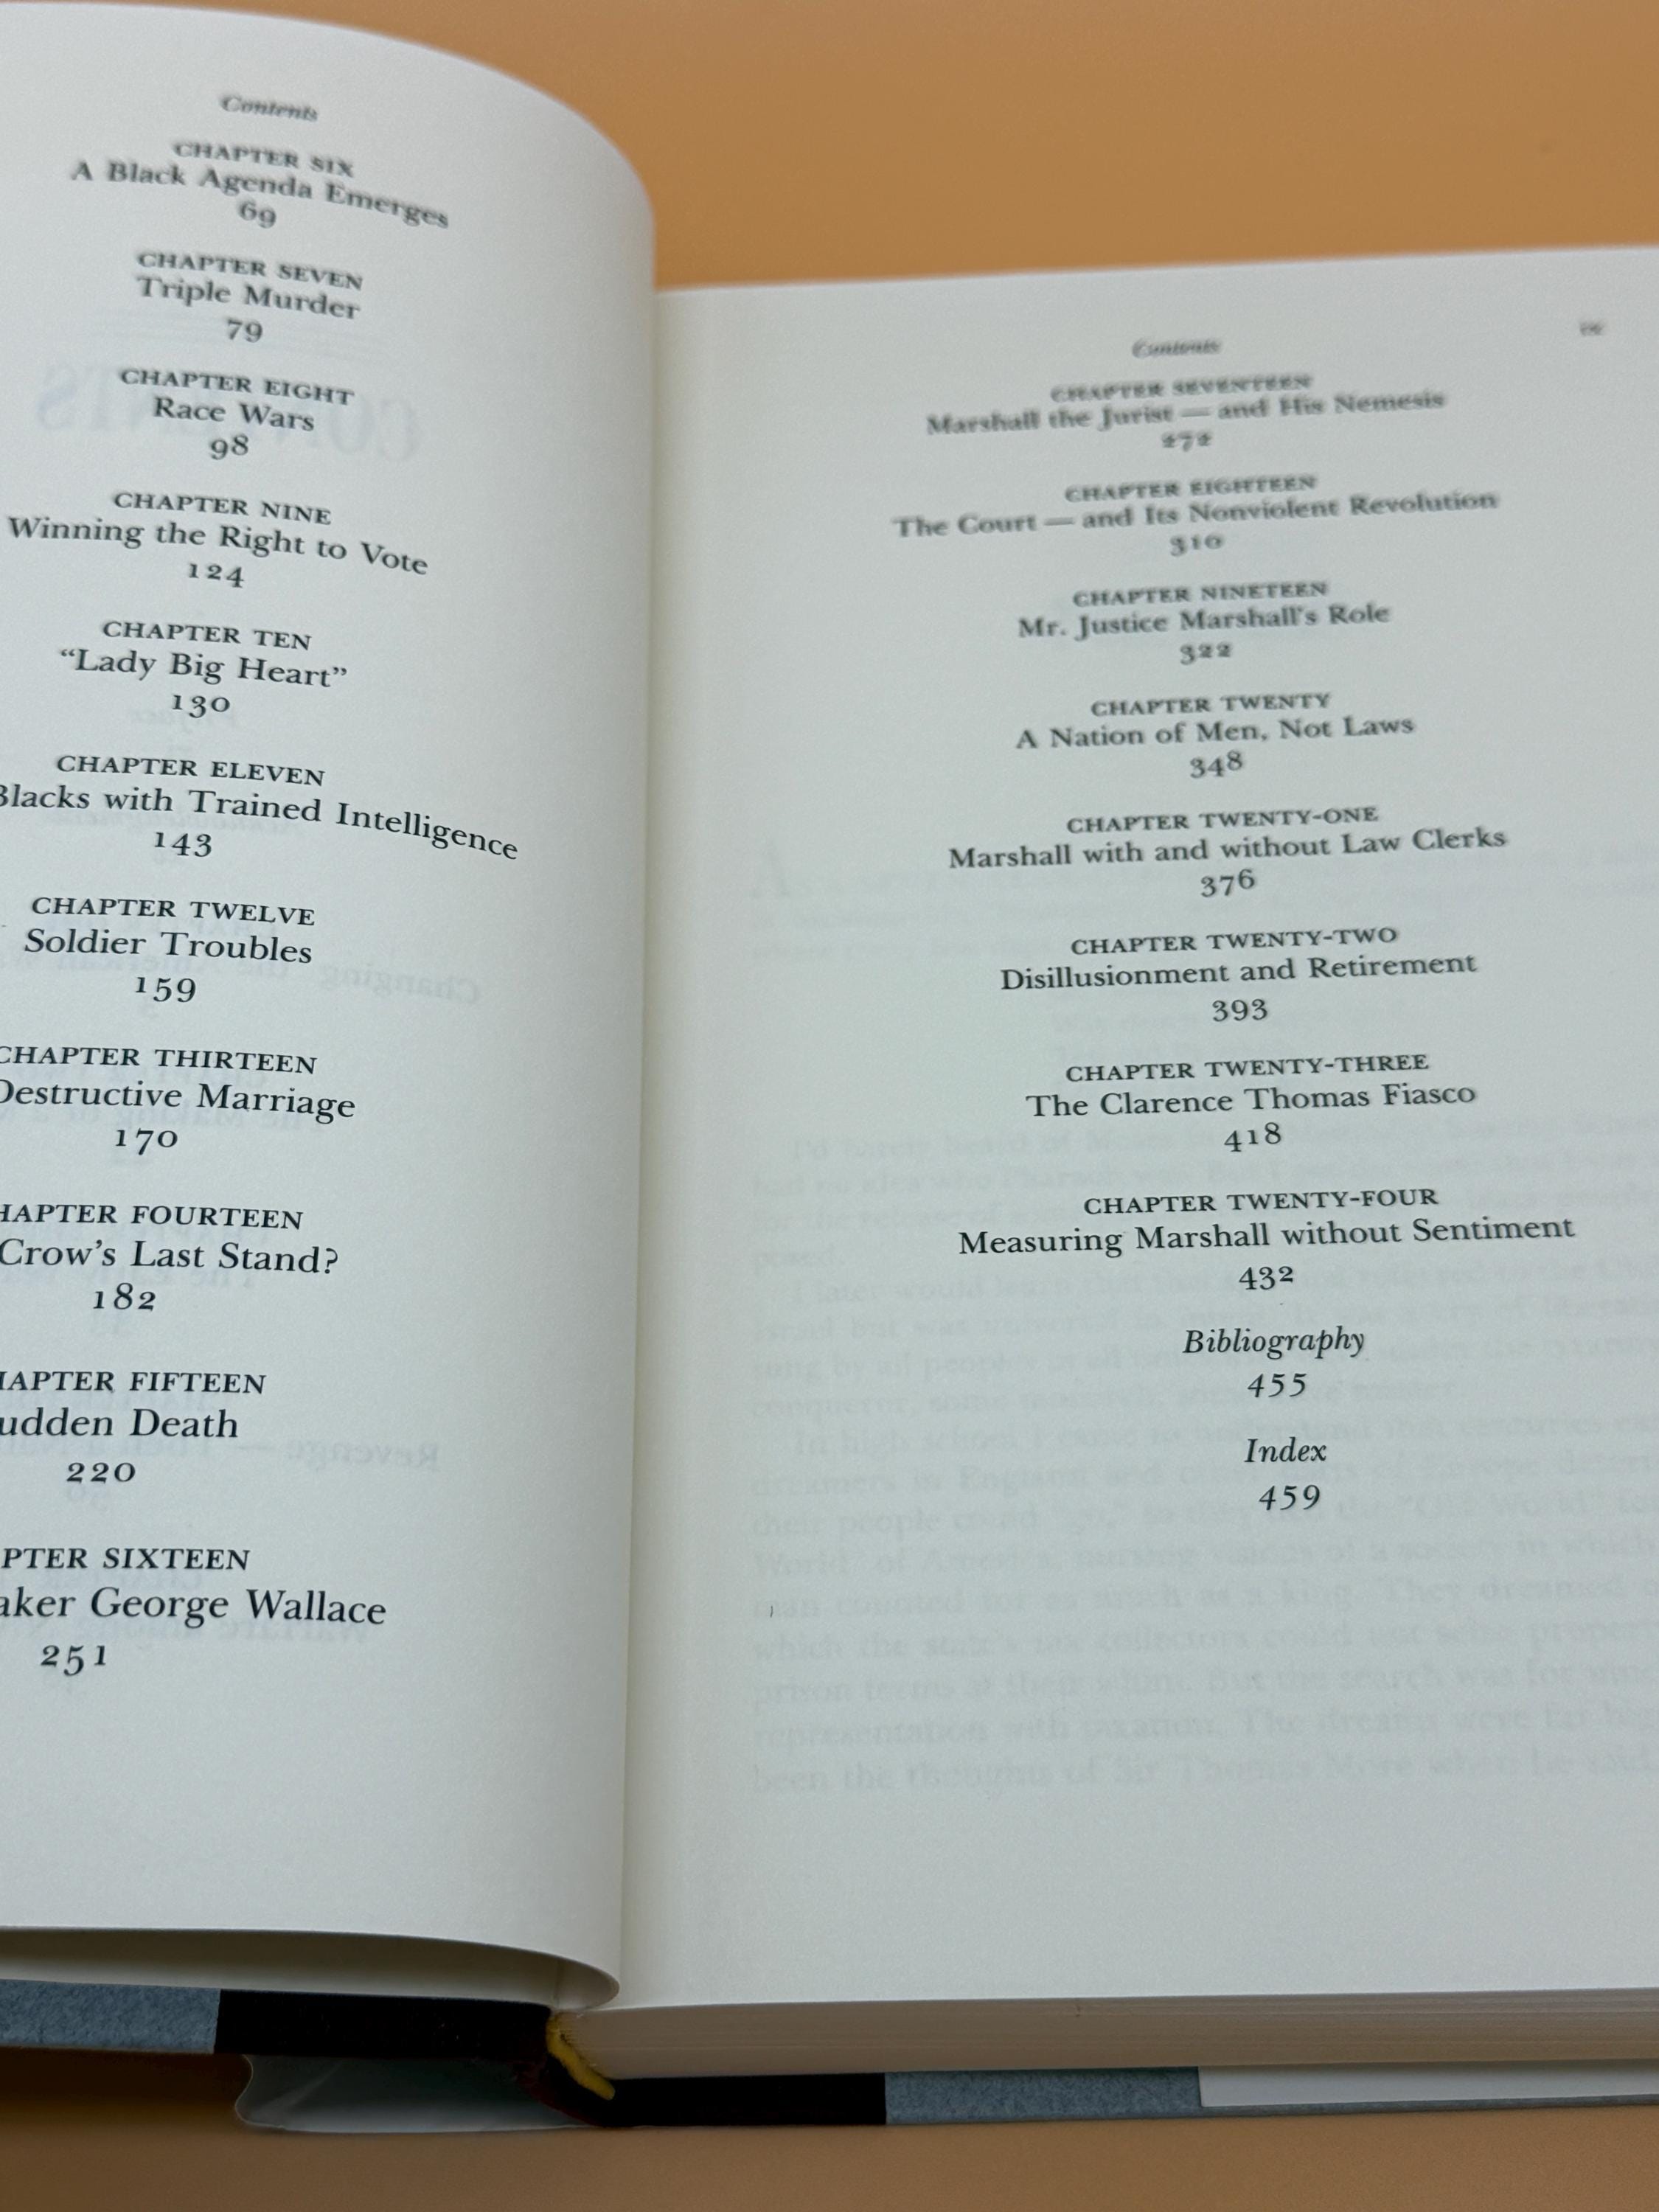 Contents
CHAPTER SIX
A Black Agenda Emerges
69
CHAPTER SEVEN
Triple Murder
79
CHAPTER EIGHT
Race Wars
98
CHAPTER NINE
Winning the Right to Vote
124
CHAPTER TEN
“Lady Big Heart”
130
CHAPTER ELEVEN
Blacks with Trained Intelligence
143
CHAPTER TWELVE
Soldier Troubles
159
CHAPTER THIRTEEN
Destructive Marriage
170
HAPTER FOURTEEN
Crow’s Last Stand?
182
HAPTER FIFTEEN
udden Death
220
PTER SIXTEEN
aker George Wallace
251
Contents
CHAPTER SEVENTEEN
Marshall the Jurist — and His Nemesis
272
CHAPTER EIGHTEEN
The Court — and Its Nonviolent Revolution
310
CHAPTER NINETEEN
Mr. Justice Marshall’s Role
322
CHAPTER TWENTY
A Nation of Men, Not Laws
348
CHAPTER TWENTY-ONE
Marshall with and without Law Clerks
376
CHAPTER TWENTY-TWO
Disillusionment and Retirement
393
CHAPTER TWENTY-THREE
The Clarence Thomas Fiasco
418
CHAPTER TWENTY-FOUR
Measuring Marshall without Sentiment
432
Bibliography
455
Index
459